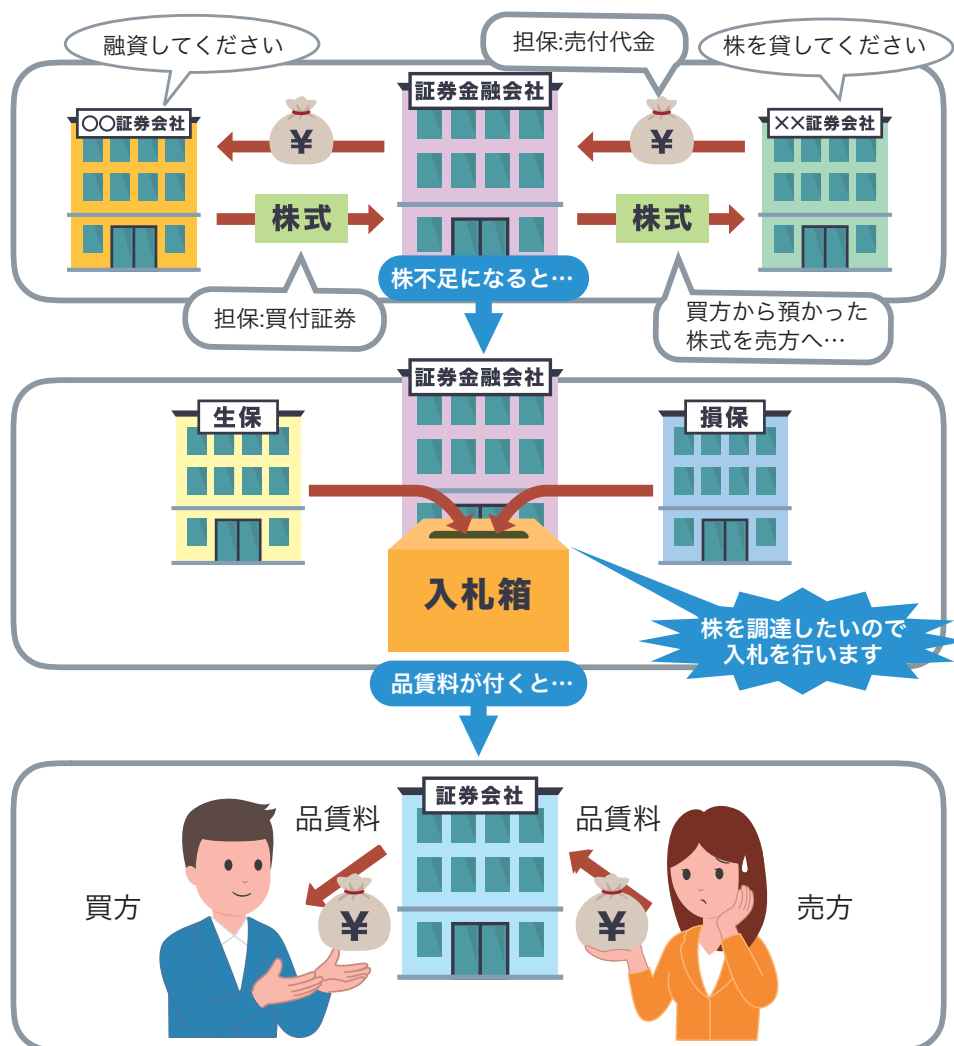 融資してください
担保:売付代金
株を貸してください
〇〇証券会社
証券金融会社
××証券会社
¥
¥
株式
株式
株不足になると…
担保:買付証券
買方から預かった
株式を売方へ…
証券金融会社
生保
損保
入札箱
株を調達したいので
入札を行います
品賃料が付くと…
証券会社
品賃料
品賃料
買方
売方
¥
¥